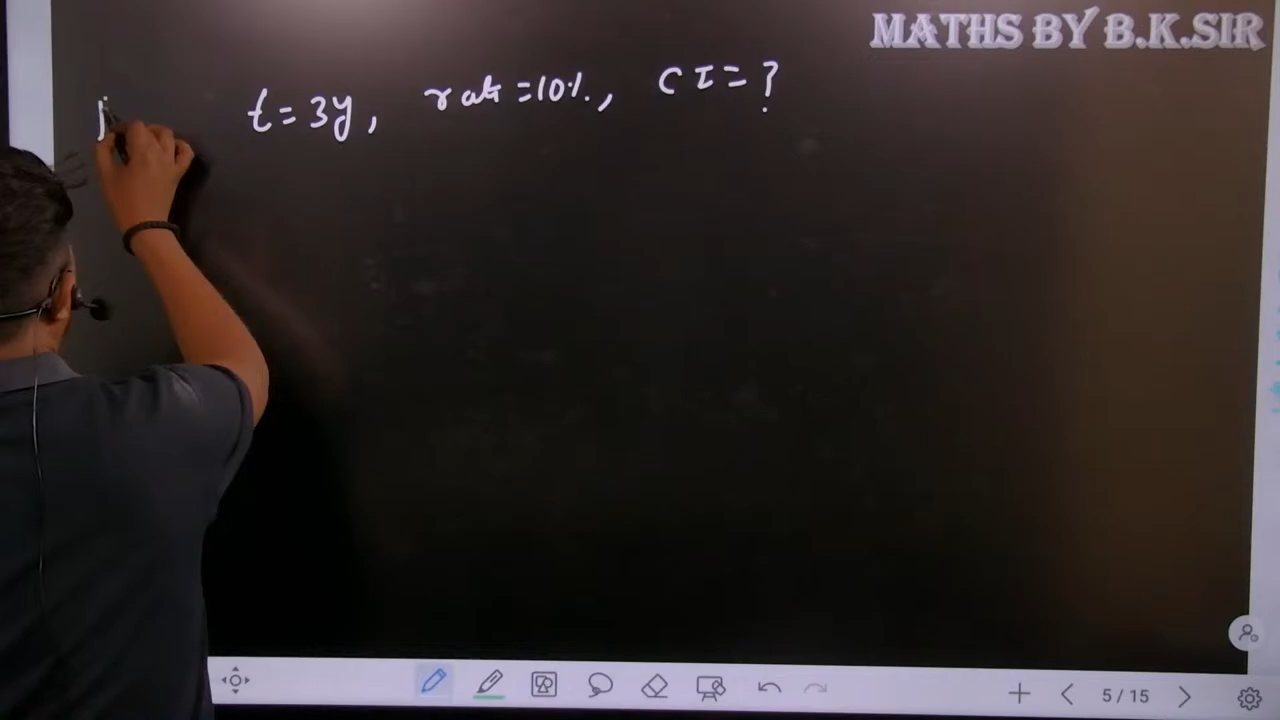 MATHS BY B.K.SIR
t = 3y, rate = 10%, CI = ?
5 / 15